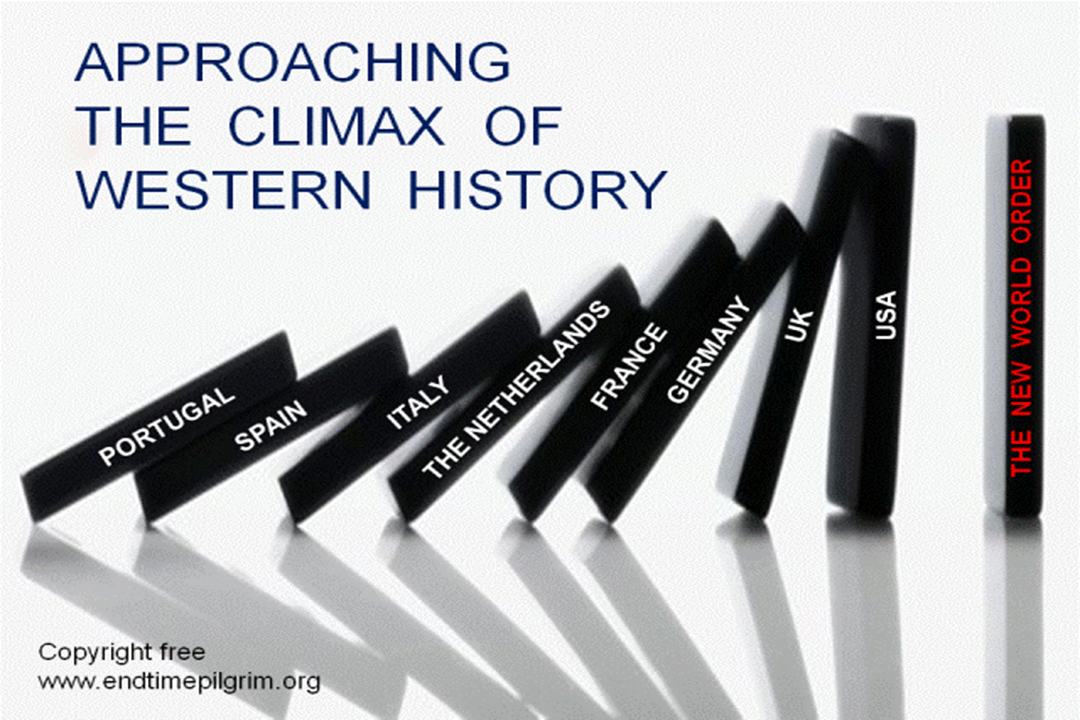 APPROACHING
THE CLIMAX OF
WESTERN HISTORY
PORTUGAL
SPAIN
ITALY
THE NETHERLANDS
FRANCE
GERMANY
UK
USA
THE NEW WORLD ORDER
Copyright free
www.endtimepilgrim.org